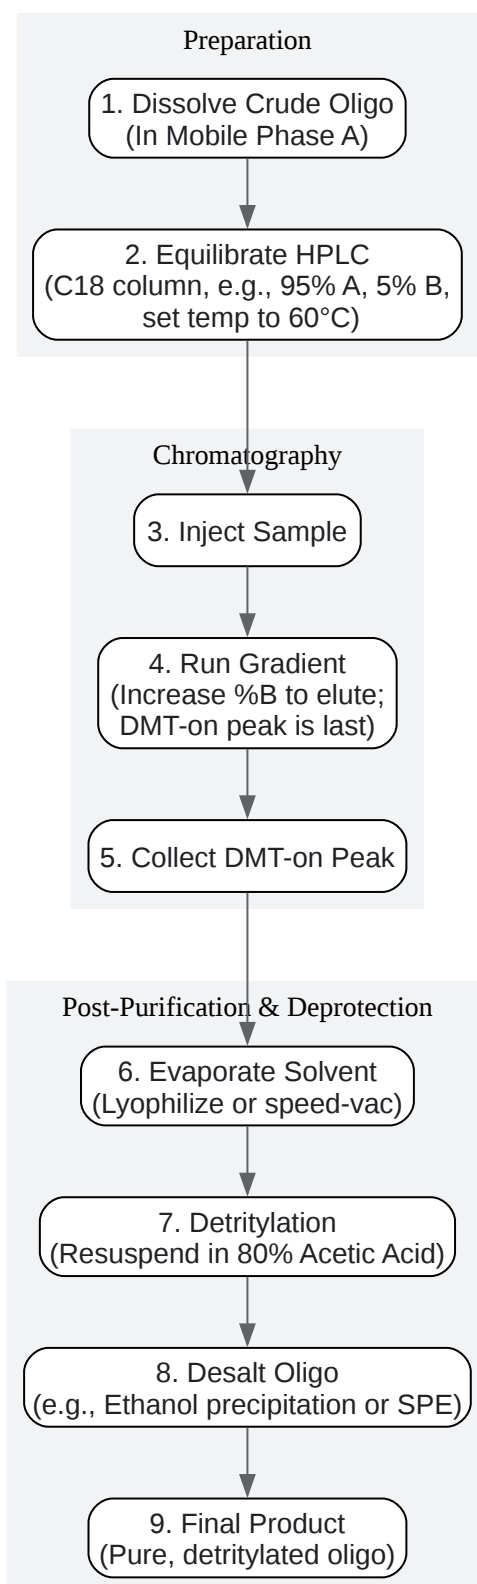 Preparation
1. Dissolve Crude Oligo
(In Mobile Phase A)
2. Equilibrate HPLC
(C18 column, e.g., 95% A, 5% B,
set temp to 60°C)
Chromatography
3. Inject Sample
4. Run Gradient
(Increase %B to elute;
DMT-on peak is last)
5. Collect DMT-on Peak
Post-Purification & Deprotection
6. Evaporate Solvent
(Lyophilize or speed-vac)
7. Detritylation
(Resuspend in 80% Acetic Acid)
8. Desalt Oligo
(e.g., Ethanol precipitation or SPE)
9. Final Product
(Pure, detritylated oligo)